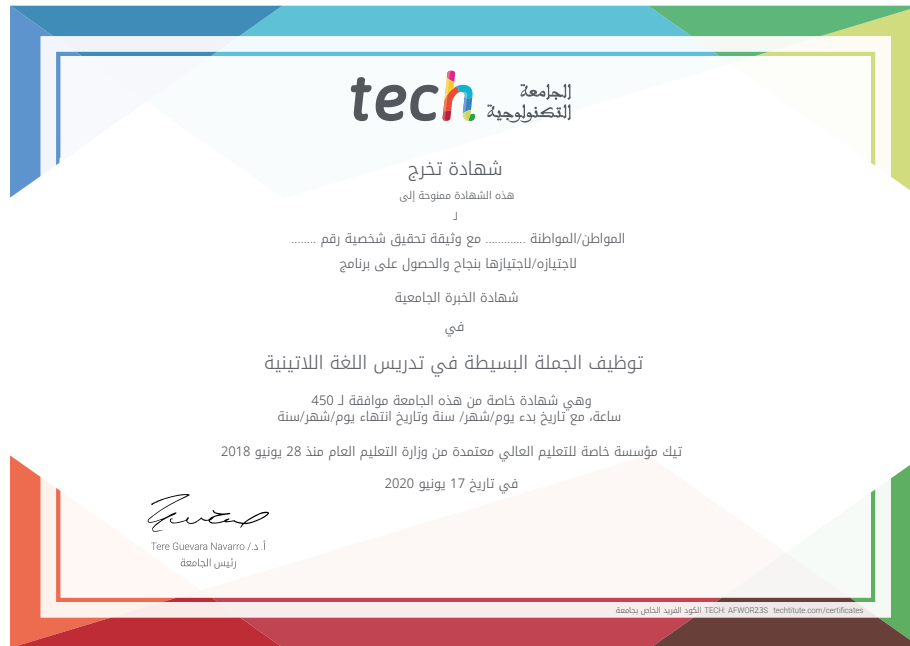 tech الجامعة
التكنولوجية
شهادة تخرج
هذه الشهادة ممنوحة إلى
لـ
المواطن/المواطنة ............ مع وثيقة تحقيق شخصية رقم ........
لاجتيازه/لاجتيازها بنجاح والحصول على برنامج
شهادة الخبرة الجامعية
في
توظيف الجملة البسيطة في تدريس اللغة اللاتينية
وهي شهادة خاصة من هذه الجامعة موافقة لـ 450
ساعة، مع تاريخ بدء يوم/شهر/ سنة وتاريخ انتهاء يوم/شهر/سنة
تيك مؤسسة خاصة للتعليم العالي معتمدة من وزارة التعليم العام منذ 28 يونيو 2018
في تاريخ 17 يونيو 2020
أ.د./ Tere Guevara Navarro
رئيس الجامعة
الكود الفريد الخاص بجامعة TECH: AFWOR23S techtitute.com/certificates